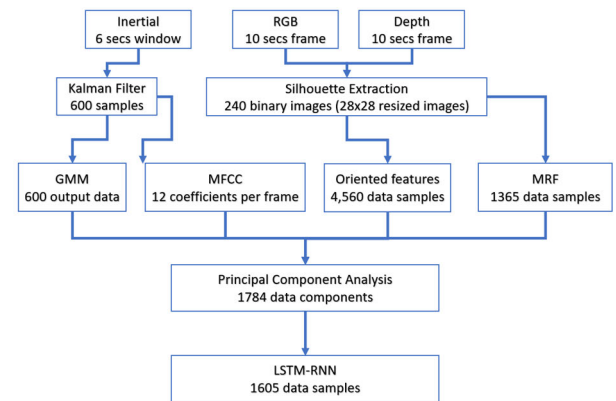 Inertial
6 secs window
RGB
10 secs frame
Depth
10 secs frame
Kalman Filter
600 samples
Silhouette Extraction
240 binary images (28x28 resized images)
GMM
600 output data
MFCC
12 coefficients per frame
Oriented features
4,560 data samples
MRF
1365 data samples
Principal Component Analysis
1784 data components
LSTM-RNN
1605 data samples